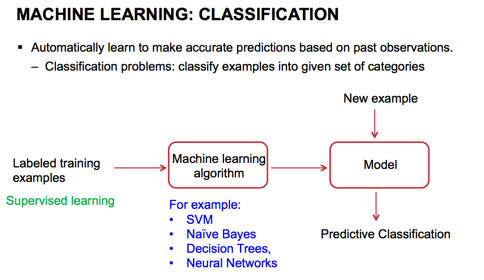 MACHINE LEARNING: CLASSIFICATION
▪ Automatically learn to make accurate predictions based on past observations.
– Classification problems: classify examples into given set of categories
New example
Labeled training
examples
Machine learning
algorithm
Model
Supervised learning
For example:
• SVM
• Naïve Bayes
• Decision Trees,
• Neural Networks
Predictive Classification